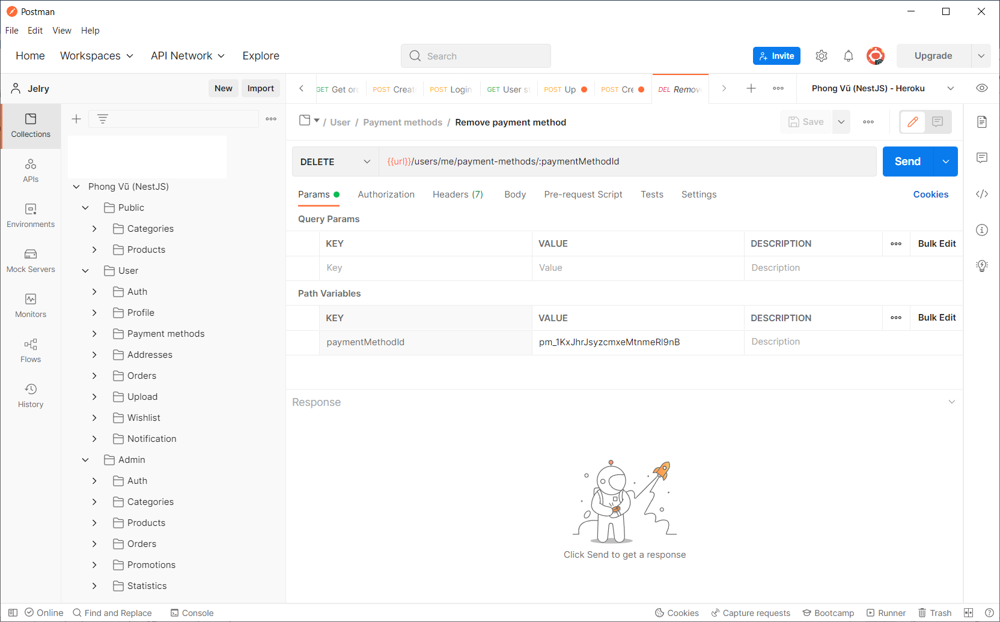 Postman
File Edit View Help
Home Workspaces API Network Explore Search Invite Upgrade
Jelry New Import
GET Get or POST Creat POST Login GET User s POST Up POST Cre DEL Remov Phong Vũ (NestJS) - Heroku
Collections
APIs
Environments
Mock Servers
Monitors
Flows
History
Phong Vũ (NestJS)
Public
Categories
Products
User
Auth
Profile
Payment methods
Addresses
Orders
Upload
Wishlist
Notification
Admin
Auth
Categories
Products
Orders
Promotions
Statistics
/ User / Payment methods / Remove payment method Save
DELETE {{url}}/users/me/payment-methods/:paymentMethodId Send
Params Authorization Headers (7) Body Pre-request Script Tests Settings Cookies
Query Params
KEY VALUE DESCRIPTION Bulk Edit
Key Value Description
Path Variables
KEY VALUE DESCRIPTION Bulk Edit
paymentMethodId pm_1KxJhrJsyzcmxeMtnmeRl9nB Description
Response
Click Send to get a response
Online Find and Replace Console Cookies Capture requests Bootcamp Runner Trash